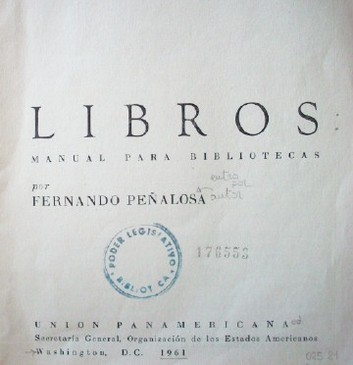 LIBROS
MANUAL PARA BIBLIOTECAS
por
FERNANDO PEÑALOSA
autor
PODER LEGISLATIVO
BIBLIOTECA
176553
UNION PANAMERICANA
Secretaría General, Organización de los Estados Americanos
Washington, D. C. 1961